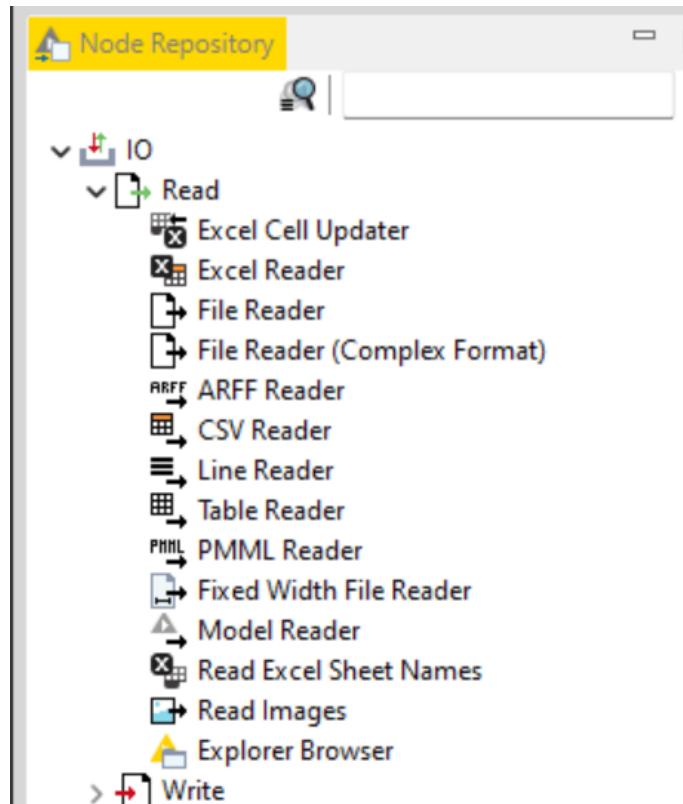 Node Repository
IO
Read
Excel Cell Updater
Excel Reader
File Reader
File Reader (Complex Format)
ARFF ARFF Reader
CSV Reader
Line Reader
Table Reader
PMML PMML Reader
Fixed Width File Reader
Model Reader
X Read Excel Sheet Names
Read Images
Explorer Browser
Write